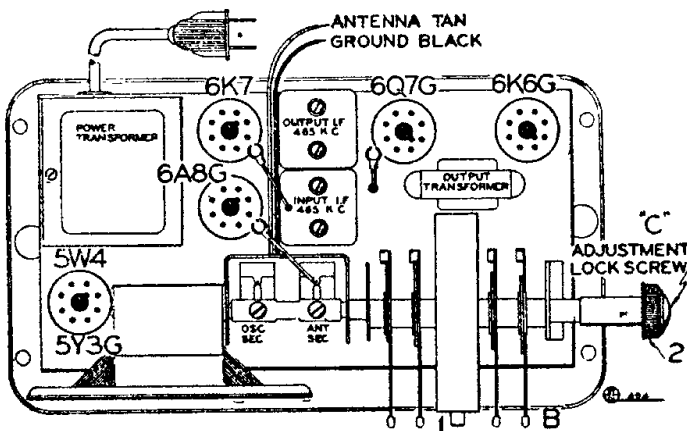 ANTENNA TAN
GROUND BLACK
6K7
6Q7G
6K6G
POWER
TRANSFORMER
OUTPUT I.F
465 K C
6A8G
INPUT I.F
465 K C
OUTPUT
TRANSFORMER
"C"
ADJUSTMENT
LOCK SCREW
5W4
5Y3G
OSC
SEC
ANT
SEC
2
1
B